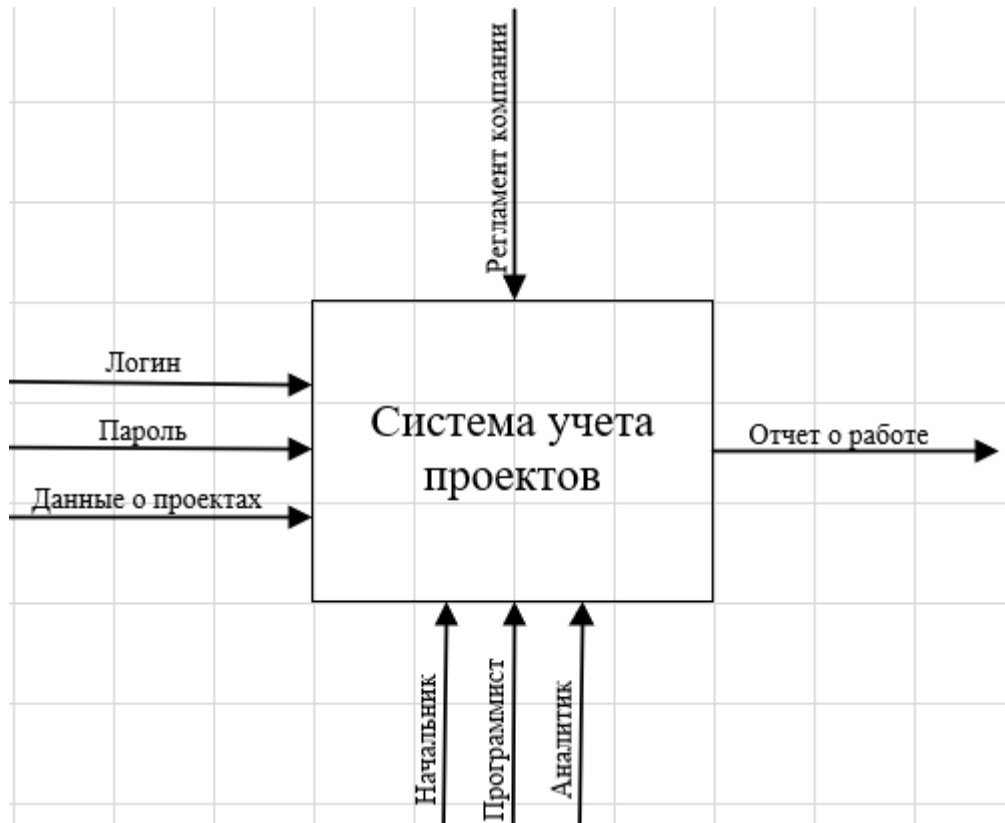 Регламент компании
Логин
Пароль
Данные о проектах
Система учета
проектов
Отчет о работе
Начальник
Программист
Аналитик